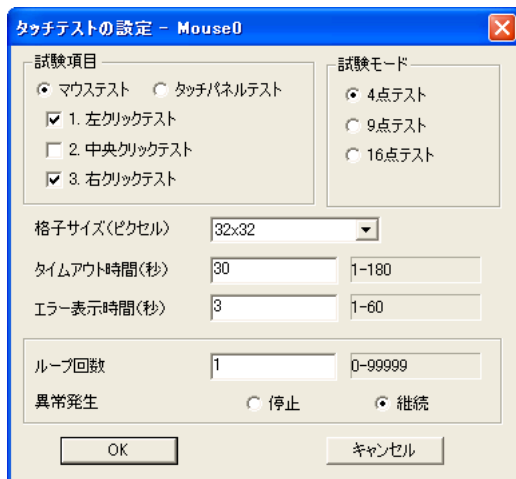 タッチテストの設定 - Mouse0
試験項目
マウステスト タッチパネルテスト
1. 左クリックテスト
2. 中央クリックテスト
3. 右クリックテスト
試験モード
4点テスト
9点テスト
16点テスト
格子サイズ(ピクセル) 32x32
タイムアウト時間(秒) 30 1-180
エラー表示時間(秒) 3 1-60
ループ回数 1 0-99999
異常発生 停止 継続
OK キャンセル